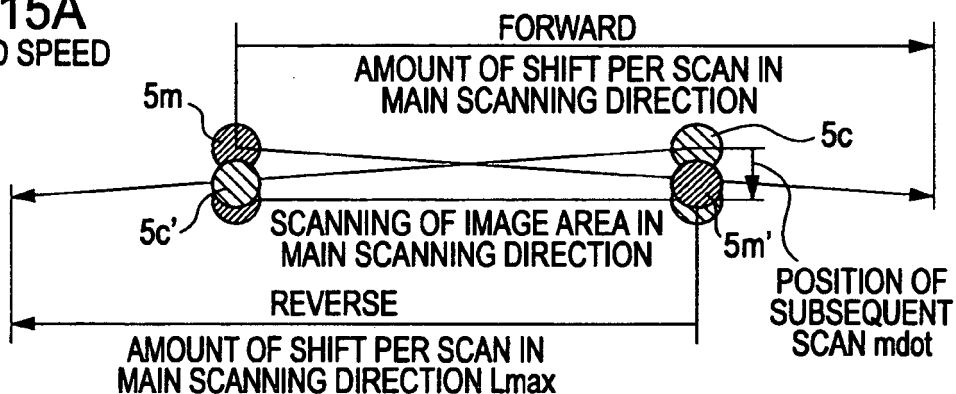 15A
SPEED
FORWARD
AMOUNT OF SHIFT PER SCAN IN
MAIN SCANNING DIRECTION
5m
5c
5c'
5m'
SCANNING OF IMAGE AREA IN
MAIN SCANNING DIRECTION
POSITION OF
SUBSEQUENT
SCAN mdot
REVERSE
AMOUNT OF SHIFT PER SCAN IN
MAIN SCANNING DIRECTION Lmax